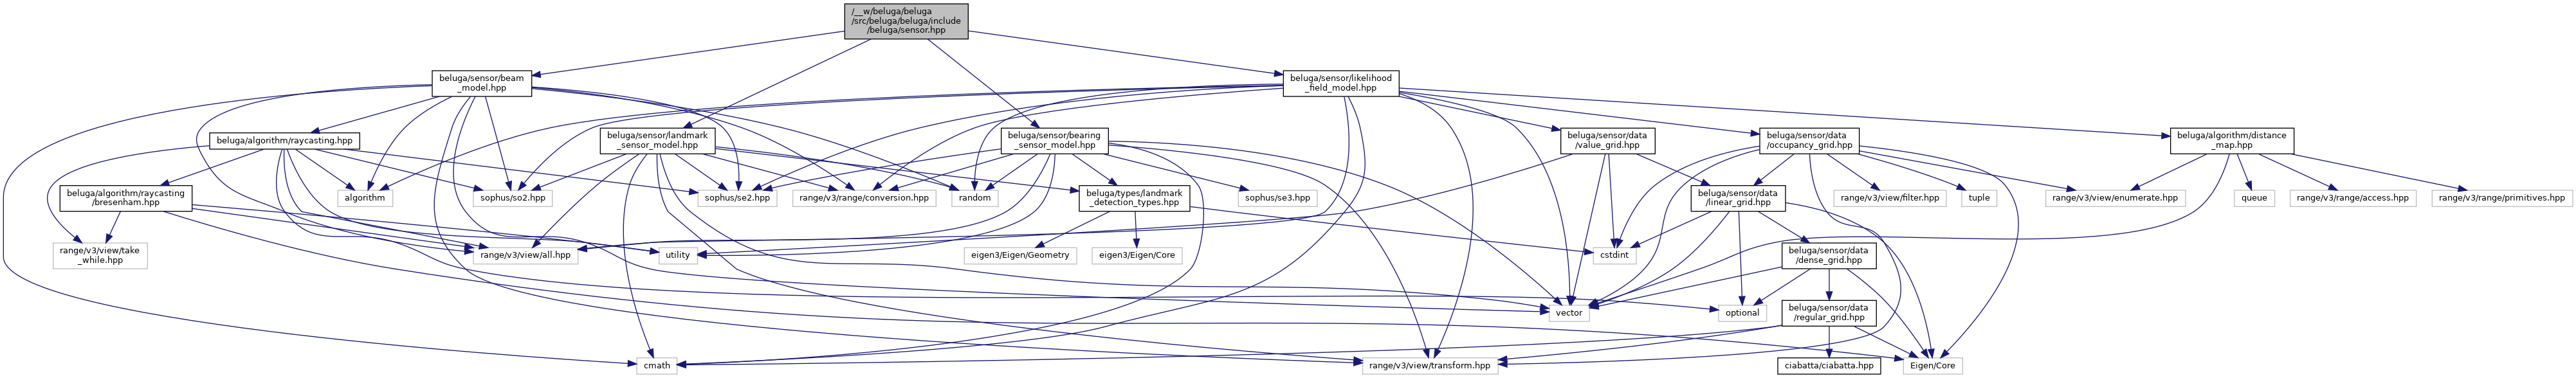 /__w/beluga/beluga
/src/beluga/beluga/include
/beluga/sensor.hpp
beluga/sensor/beam
_model.hpp
beluga/sensor/likelihood
_field_model.hpp
beluga/algorithm/raycasting.hpp
beluga/sensor/landmark
_sensor_model.hpp
beluga/sensor/bearing
_sensor_model.hpp
beluga/sensor/data
/value_grid.hpp
beluga/sensor/data
/occupancy_grid.hpp
beluga/algorithm/distance
_map.hpp
beluga/algorithm/raycasting
/bresenham.hpp
algorithm
sophus/so2.hpp
sophus/se2.hpp
range/v3/range/conversion.hpp
random
beluga/types/landmark
_detection_types.hpp
sophus/se3.hpp
beluga/sensor/data
/linear_grid.hpp
range/v3/view/filter.hpp
tuple
range/v3/view/enumerate.hpp
queue
range/v3/range/access.hpp
range/v3/range/primitives.hpp
range/v3/view/take
_while.hpp
range/v3/view/all.hpp
utility
eigen3/Eigen/Geometry
eigen3/Eigen/Core
cstdint
beluga/sensor/data
/dense_grid.hpp
vector
optional
beluga/sensor/data
/regular_grid.hpp
cmath
range/v3/view/transform.hpp
ciabatta/ciabatta.hpp
Eigen/Core